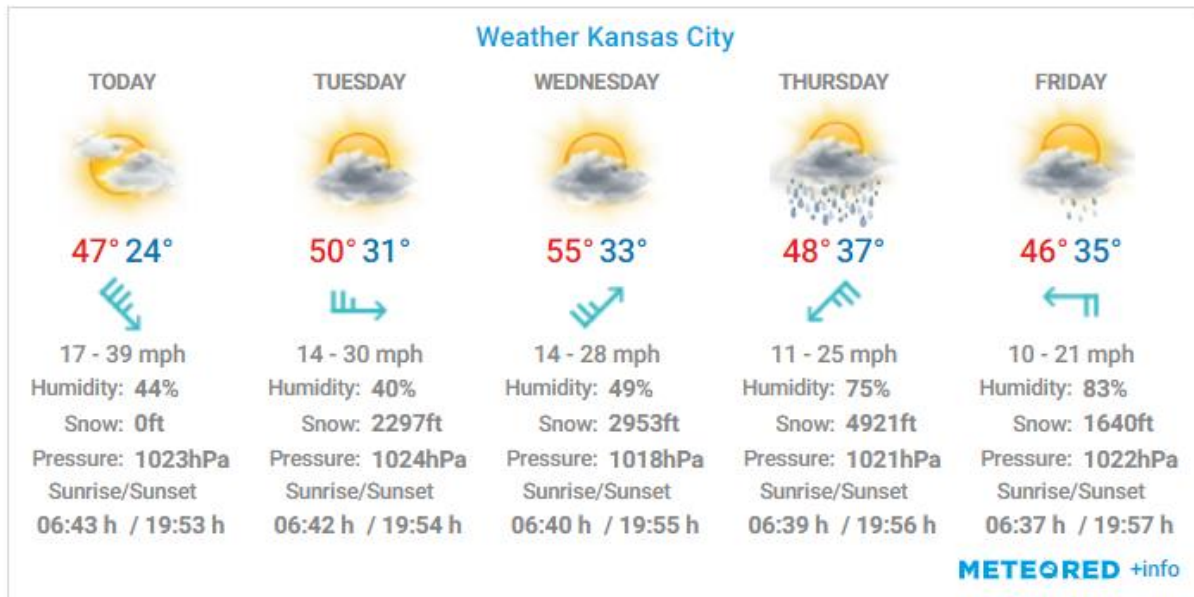 Weather Kansas City
TODAY
47° 24°
17 - 39 mph
Humidity: 44%
Snow: 0ft
Pressure: 1023hPa
Sunrise/Sunset
06:43 h / 19:53 h
TUESDAY
50° 31°
14 - 30 mph
Humidity: 40%
Snow: 2297ft
Pressure: 1024hPa
Sunrise/Sunset
06:42 h / 19:54 h
WEDNESDAY
55° 33°
14 - 28 mph
Humidity: 49%
Snow: 2953ft
Pressure: 1018hPa
Sunrise/Sunset
06:40 h / 19:55 h
THURSDAY
48° 37°
11 - 25 mph
Humidity: 75%
Snow: 4921ft
Pressure: 1021hPa
Sunrise/Sunset
06:39 h / 19:56 h
FRIDAY
46° 35°
10 - 21 mph
Humidity: 83%
Snow: 1640ft
Pressure: 1022hPa
Sunrise/Sunset
06:37 h / 19:57 h
METEORED +info